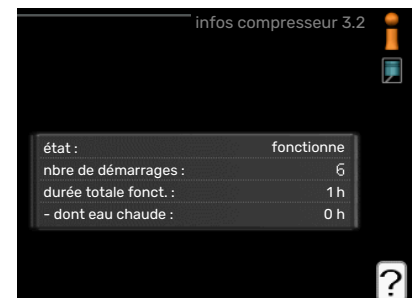 infos compresseur 3.2
état : fonctionne
nbre de démarrages : 6
durée totale fonct. : 1 h
- dont eau chaude : 0 h
?